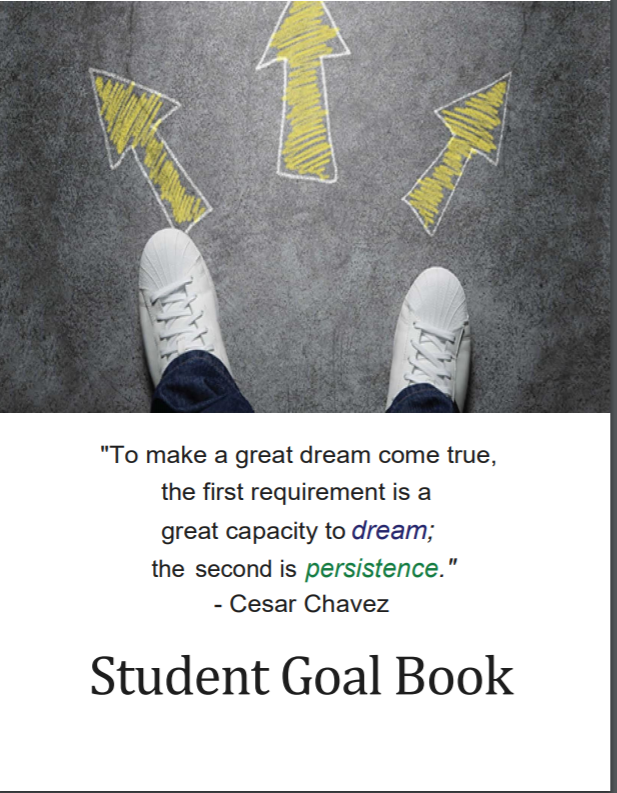 "To make a great dream come true,
the first requirement is a
great capacity to dream;
the second is persistence."
- Cesar Chavez
Student Goal Book